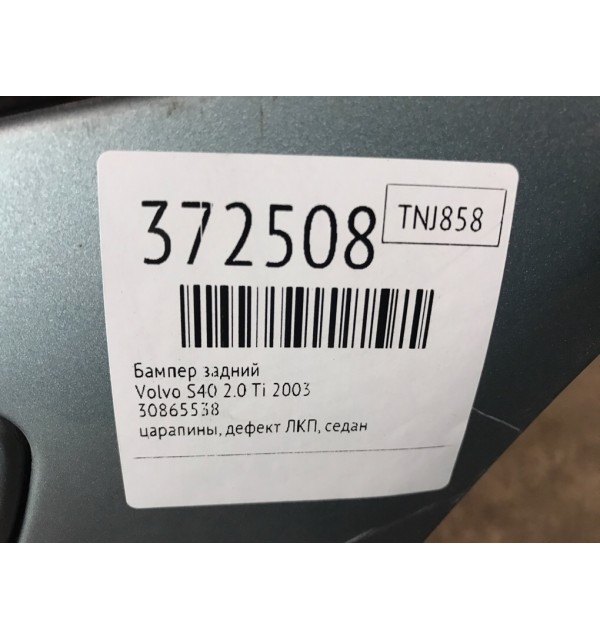 372508
TNJ858
Бампер задний
Volvo S40 2.0 Ti 2003
30865538
царапины, дефект ЛКП, седан